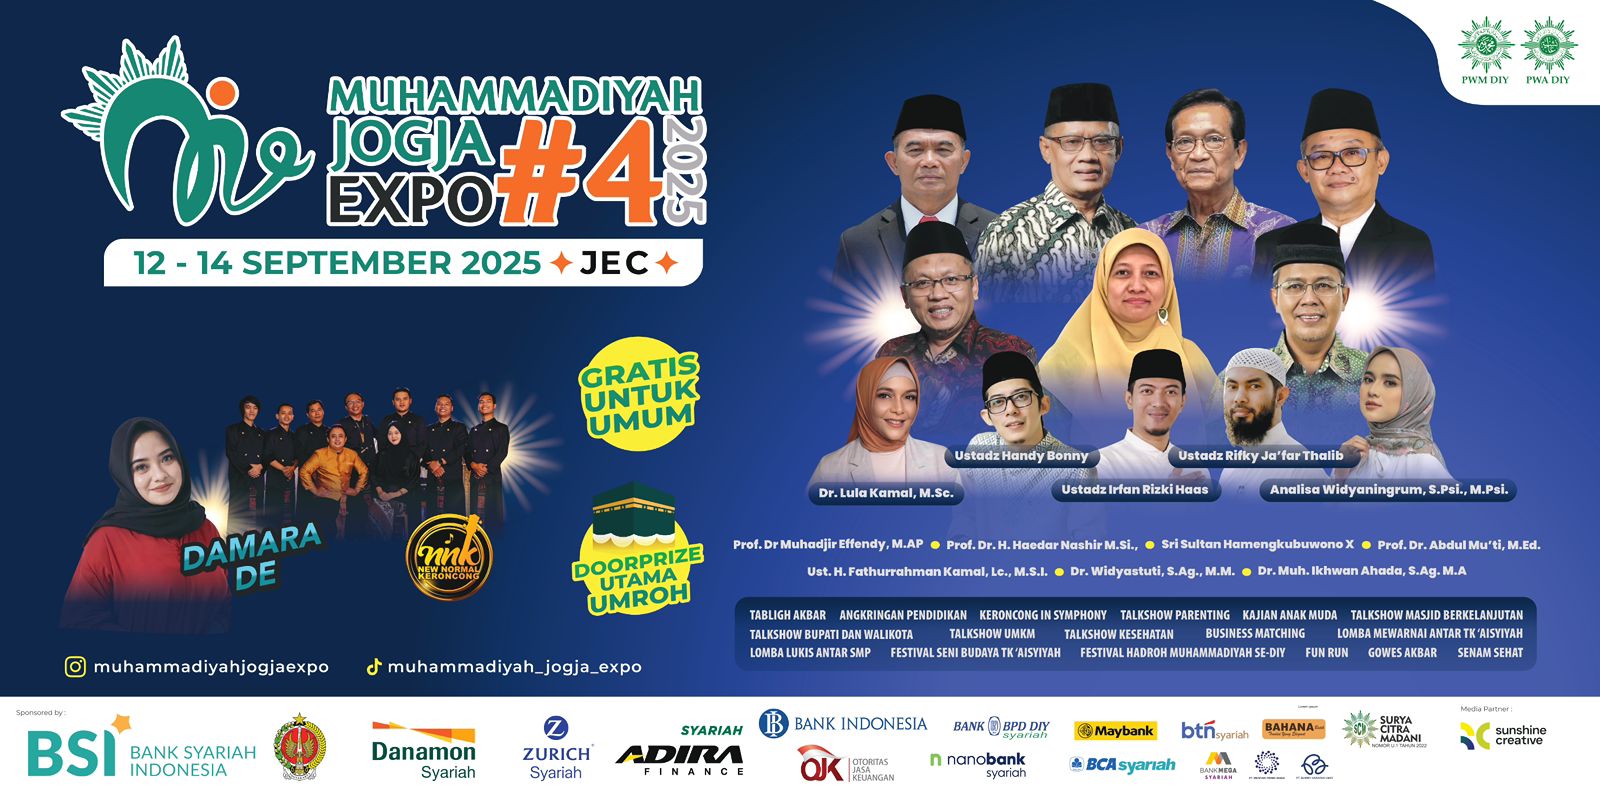 MUHAMMADIYAH
JOGJA
EXPO #4
2025
12 - 14 SEPTEMBER 2025 JEC
PWM DIY
PWA DIY
GRATIS
UNTUK
UMUM
DOORPRIZE
UTAMA
UMROH
DAMARA
DE
nnk
NEW NORMAL
KERONCONG
muhammadiyahjogjaexpo
muhammadiyah_jogja_expo
Ustadz Handy Bonny
Ustadz Rifky Ja'far Thalib
Dr. Lula Kamal, M.Sc.
Ustadz Irfan Rizki Haas
Analisa Widyaningrum, S.Psi., M.Psi.
Prof. Dr Muhadjir Effendy, M.AP Prof. Dr. H. Haedar Nashir M.Si., Sri Sultan Hamengkubuwono X Prof. Dr. Abdul Mu'ti, M.Ed.
Ust. H. Fathurrahman Kamal, Lc., M.S.I. Dr. Widyastuti, S.Ag., M.M. Dr. Muh. Ikhwan Ahada, S.Ag. M.A
TABLIGH AKBAR ANGKRINGAN PENDIDIKAN KERONCONG IN SYMPHONY TALKSHOW PARENTING KAJIAN ANAK MUDA TALKSHOW MASJID BERKELANJUTAN
TALKSHOW BUPATI DAN WALIKOTA TALKSHOW UMKM TALKSHOW KESEHATAN BUSINESS MATCHING LOMBA MEWARNAI ANTAR TK 'AISYIYAH
LOMBA LUKIS ANTAR SMP FESTIVAL SENI BUDAYA TK 'AISYIYAH FESTIVAL HADROH MUHAMMADIYAH SE-DIY FUN RUN GOWES AKBAR SENAM SEHAT
Sponsored by :
BSI BANK SYARIAH
INDONESIA
Danamon
Syariah
ZURICH
Syariah
SYARIAH
ADIRA
FINANCE
BANK INDONESIA
OJK OTORITAS
JASA
KEUANGAN
BANK BPD DIY
syariah
nanobank
syariah
Maybank
BCA syariah
btn syariah
BANK MEGA
SYARIAH
Lorem ipsum
BAHANA
SURYA
CITRA
MADANI
NOMOR U.1 TAHUN 2022
Media Partner :
sunshine
creative